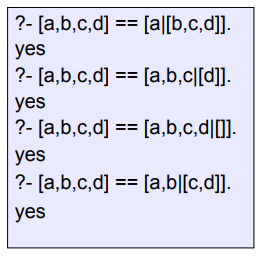 ?- [a,b,c,d] == [a|[b,c,d]].
yes
?- [a,b,c,d] == [a,b,c|[d]].
yes
?- [a,b,c,d] == [a,b,c,d|[]].
yes
?- [a,b,c,d] == [a,b|[c,d]].
yes